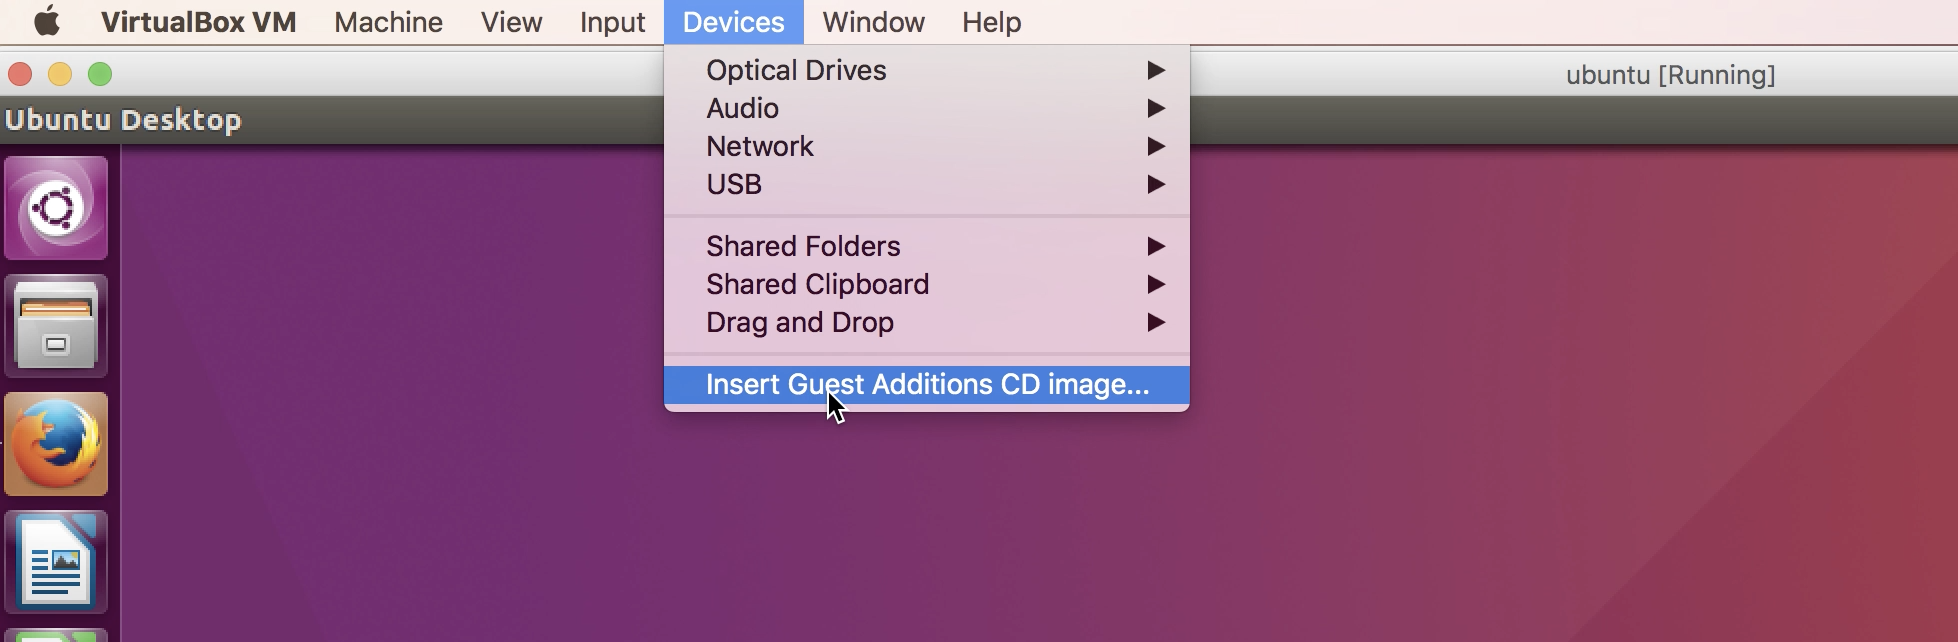 VirtualBox VM Machine View Input Devices Window Help
ubuntu [Running]
Ubuntu Desktop
Optical Drives
Audio
Network
USB
Shared Folders
Shared Clipboard
Drag and Drop
Insert Guest Additions CD image...